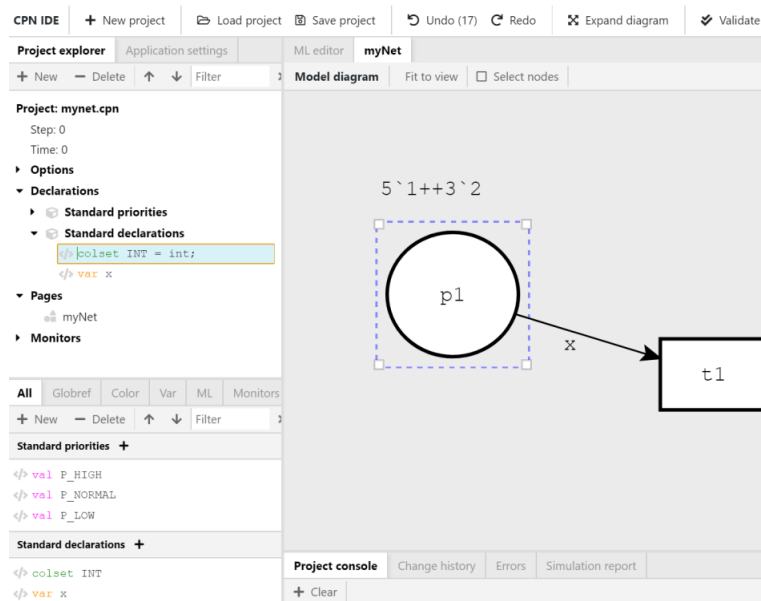 CPN IDE + New project Load project Save project Undo (17) Redo Expand diagram Validate
Project explorer Application settings ML editor myNet
+ New − Delete Filter Model diagram Fit to view Select nodes
Project: mynet.cpn
Step: 0
Time: 0
Options
Declarations
Standard priorities
Standard declarations
</> colset INT = int;
</> var x
Pages
myNet
Monitors
5`1++3`2
p1
x
t1
All Globref Color Var ML Monitors
+ New − Delete Filter
Standard priorities +
</> val P_HIGH
</> val P_NORMAL
</> val P_LOW
Standard declarations +
</> colset INT
</> var x
Project console Change history Errors Simulation report
+ Clear